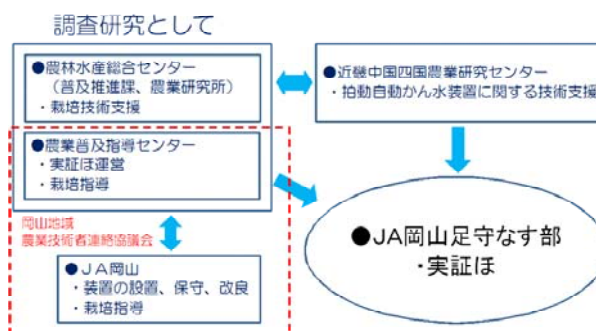 調査研究として
●農林水産総合センター
（普及推進課、農業研究所）
・栽培技術支援
●近畿中国四国農業研究センター
・拍動自動かん水装置に関する技術支援
●農業普及指導センター
・実証ほ運営
・栽培指導
岡山地域
農業技術者連絡協議会
●JA岡山足守なす部
・実証ほ
●ＪＡ岡山
・装置の設置、保守、改良
・栽培指導